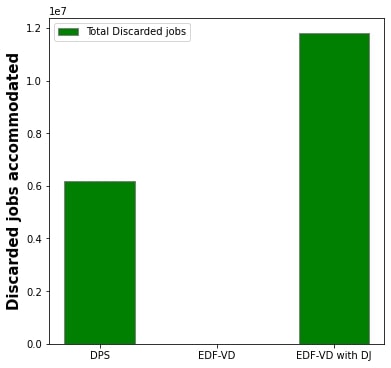 1e7
Total Discarded jobs
Discarded jobs accommodated
1.2
1.0
0.8
0.6
0.4
0.2
0.0
DPS EDF-VD EDF-VD with DJ